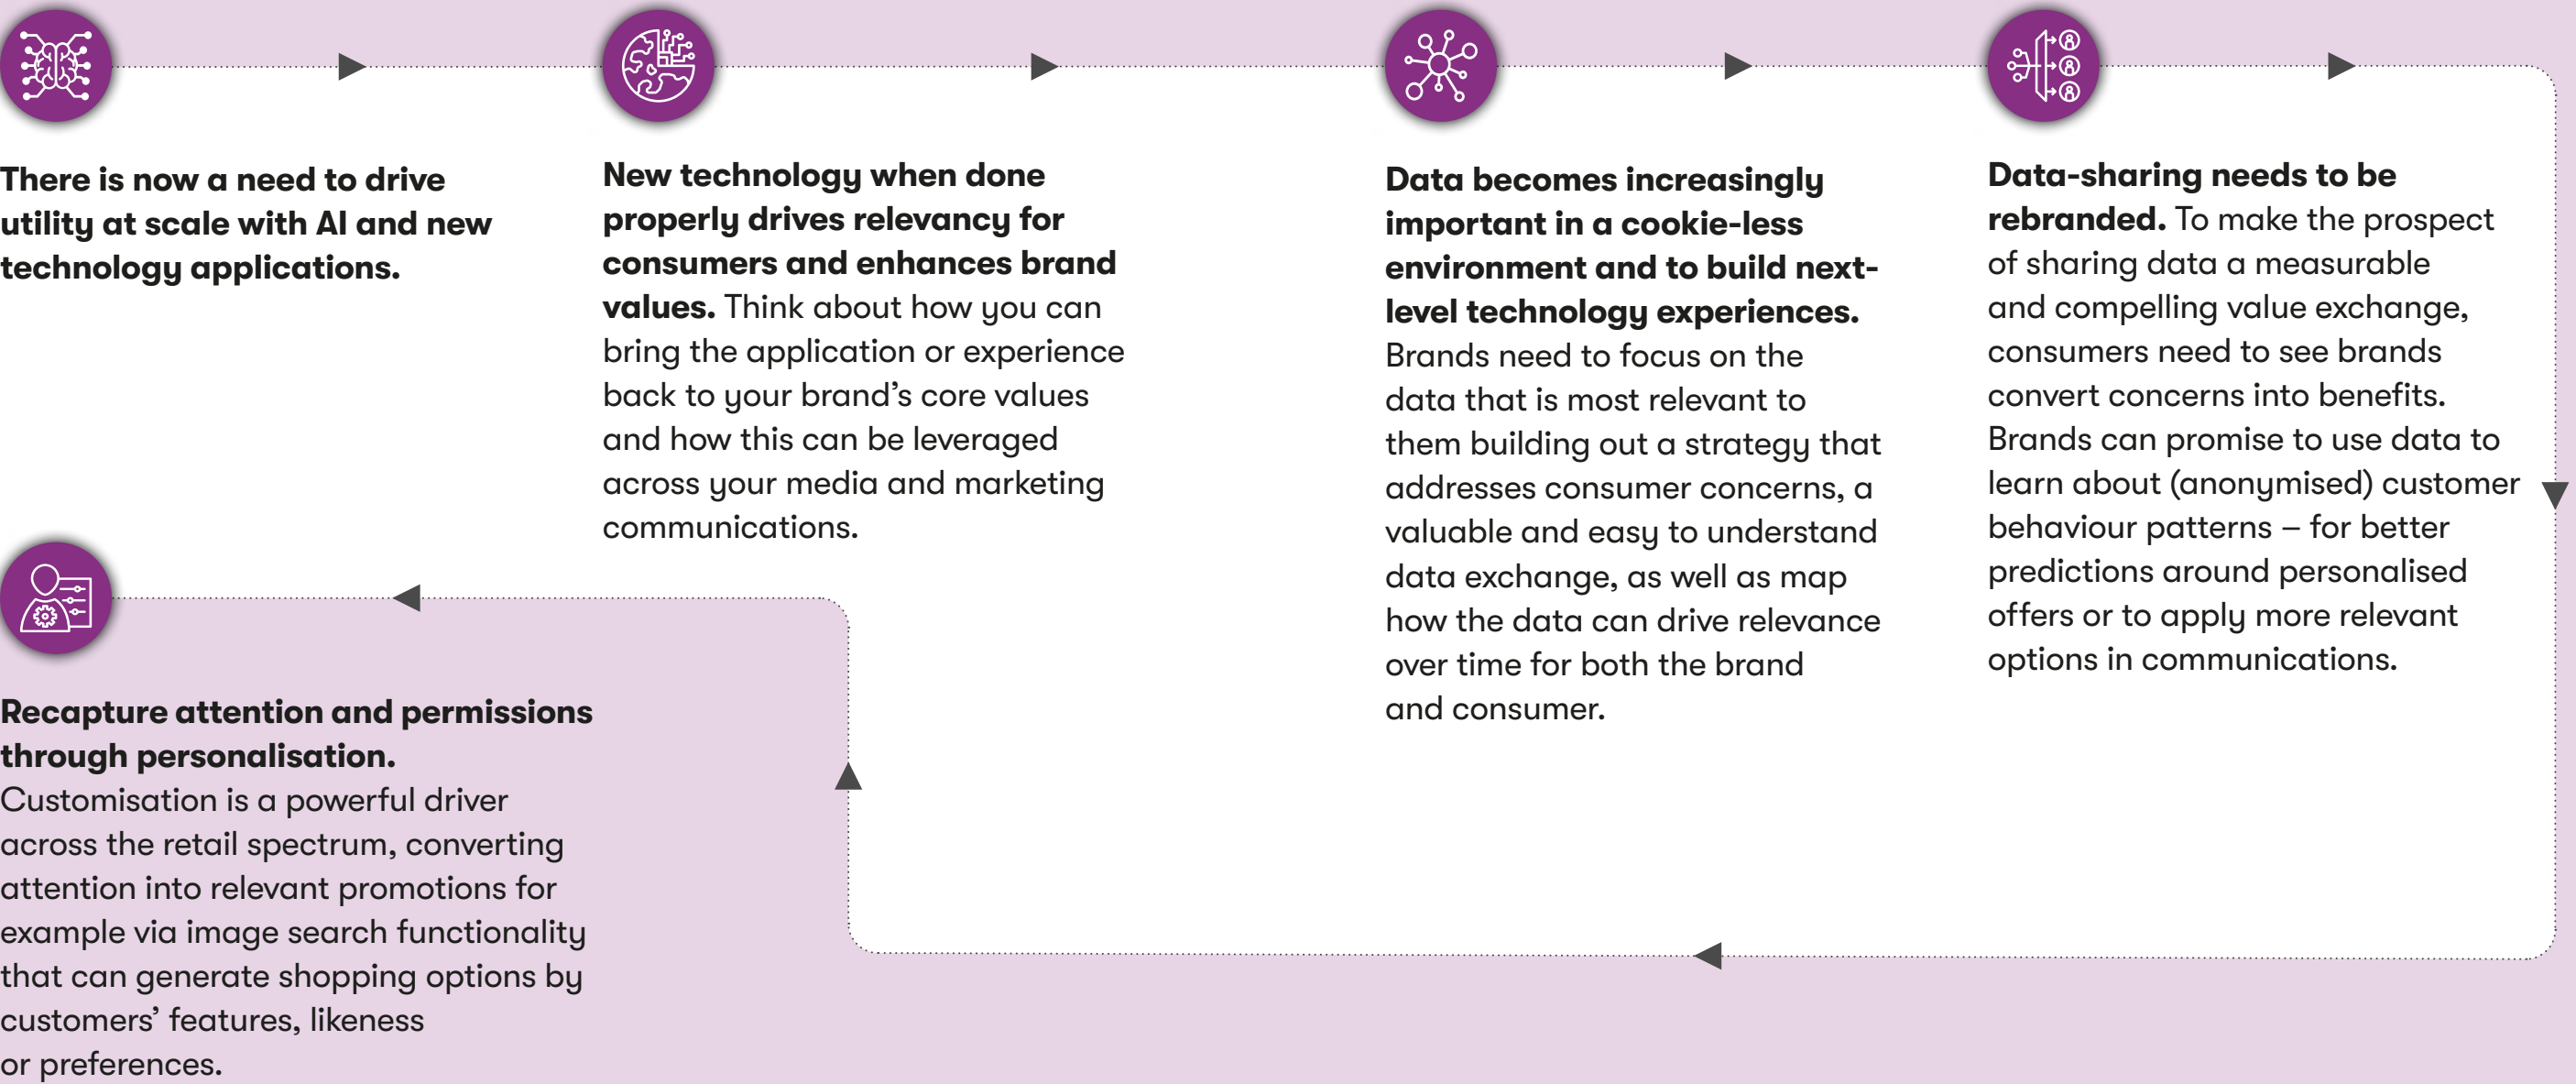 There is now a need to drive
utility at scale with AI and new
technology applications.
New technology when done
properly drives relevancy for
consumers and enhances brand
values. Think about how you can
bring the application or experience
back to your brand’s core values
and how this can be leveraged
across your media and marketing
communications.
Data becomes increasingly
important in a cookie-less
environment and to build next-
level technology experiences.
Brands need to focus on the
data that is most relevant to
them building out a strategy that
addresses consumer concerns, a
valuable and easy to understand
data exchange, as well as map
how the data can drive relevance
over time for both the brand
and consumer.
Data-sharing needs to be
rebranded. To make the prospect
of sharing data a measurable
and compelling value exchange,
consumers need to see brands
convert concerns into benefits.
Brands can promise to use data to
learn about (anonymised) customer
behaviour patterns – for better
predictions around personalised
offers or to apply more relevant
options in communications.
Recapture attention and permissions
through personalisation.
Customisation is a powerful driver
across the retail spectrum, converting
attention into relevant promotions for
example via image search functionality
that can generate shopping options by
customers’ features, likeness
or preferences.